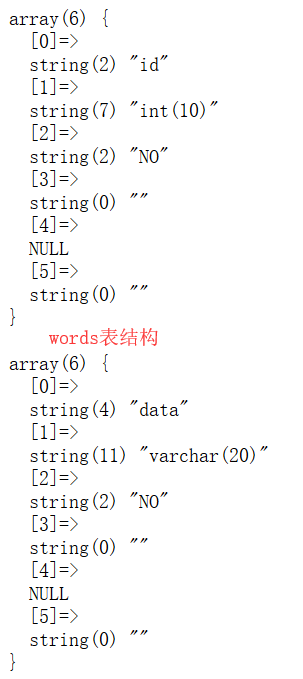 array(6) {
  [0]=>
  string(2) "id"
  [1]=>
  string(7) "int(10)"
  [2]=>
  string(2) "NO"
  [3]=>
  string(0) ""
  [4]=>
  NULL
  [5]=>
  string(0) ""
}
words表结构
array(6) {
  [0]=>
  string(4) "data"
  [1]=>
  string(11) "varchar(20)"
  [2]=>
  string(2) "NO"
  [3]=>
  string(0) ""
  [4]=>
  NULL
  [5]=>
  string(0) ""
}